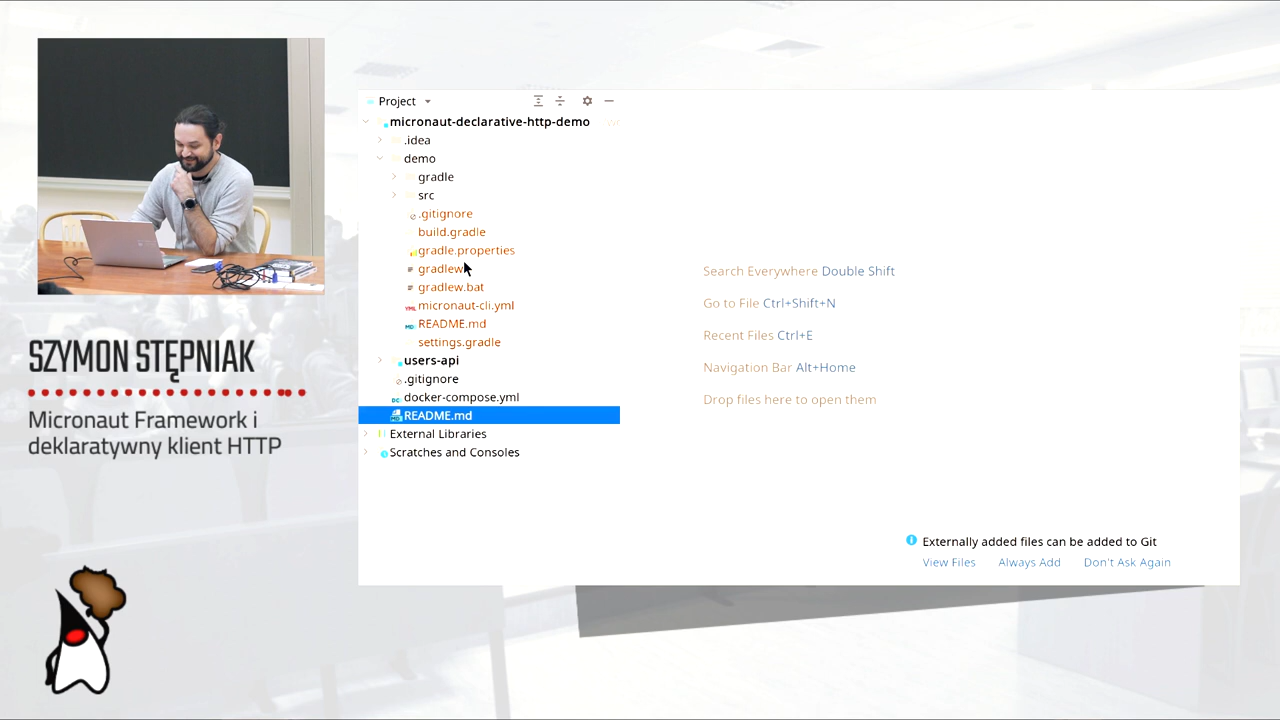 SZYMON STĘPNIAK
Micronaut Framework i
deklaratywny klient HTTP
Project
micronaut-declarative-http-demo
.idea
demo
gradle
src
.gitignore
build.gradle
gradle.properties
gradlew
gradlew.bat
micronaut-cli.yml
README.md
settings.gradle
users-api
.gitignore
docker-compose.yml
README.md
External Libraries
Scratches and Consoles
Search Everywhere Double Shift
Go to File Ctrl+Shift+N
Recent Files Ctrl+E
Navigation Bar Alt+Home
Drop files here to open them
Externally added files can be added to Git
View Files Always Add Don't Ask Again